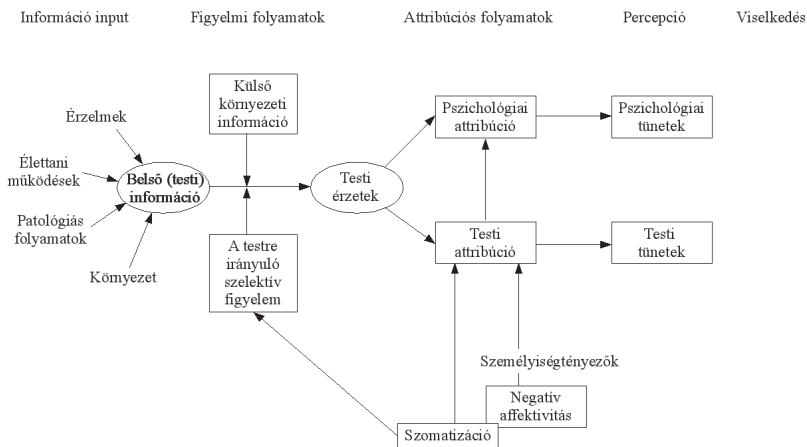 Információ input
Figyelmi folyamatok
Attribúciós folyamatok
Percepció
Viselkedés
Érzelmek
Élettani
működések
Patológiás
folyamatok
Környezet
Belső (testi)
információ
Külső
környezeti
információ
A testre
irányuló
szelektív
figyelem
Testi
érzetek
Pszichológiai
attribúció
Testi
attribúció
Pszichológiai
tünetek
Testi
tünetek
Személyiségtényezők
Negatív
affektivitás
Szomatizáció